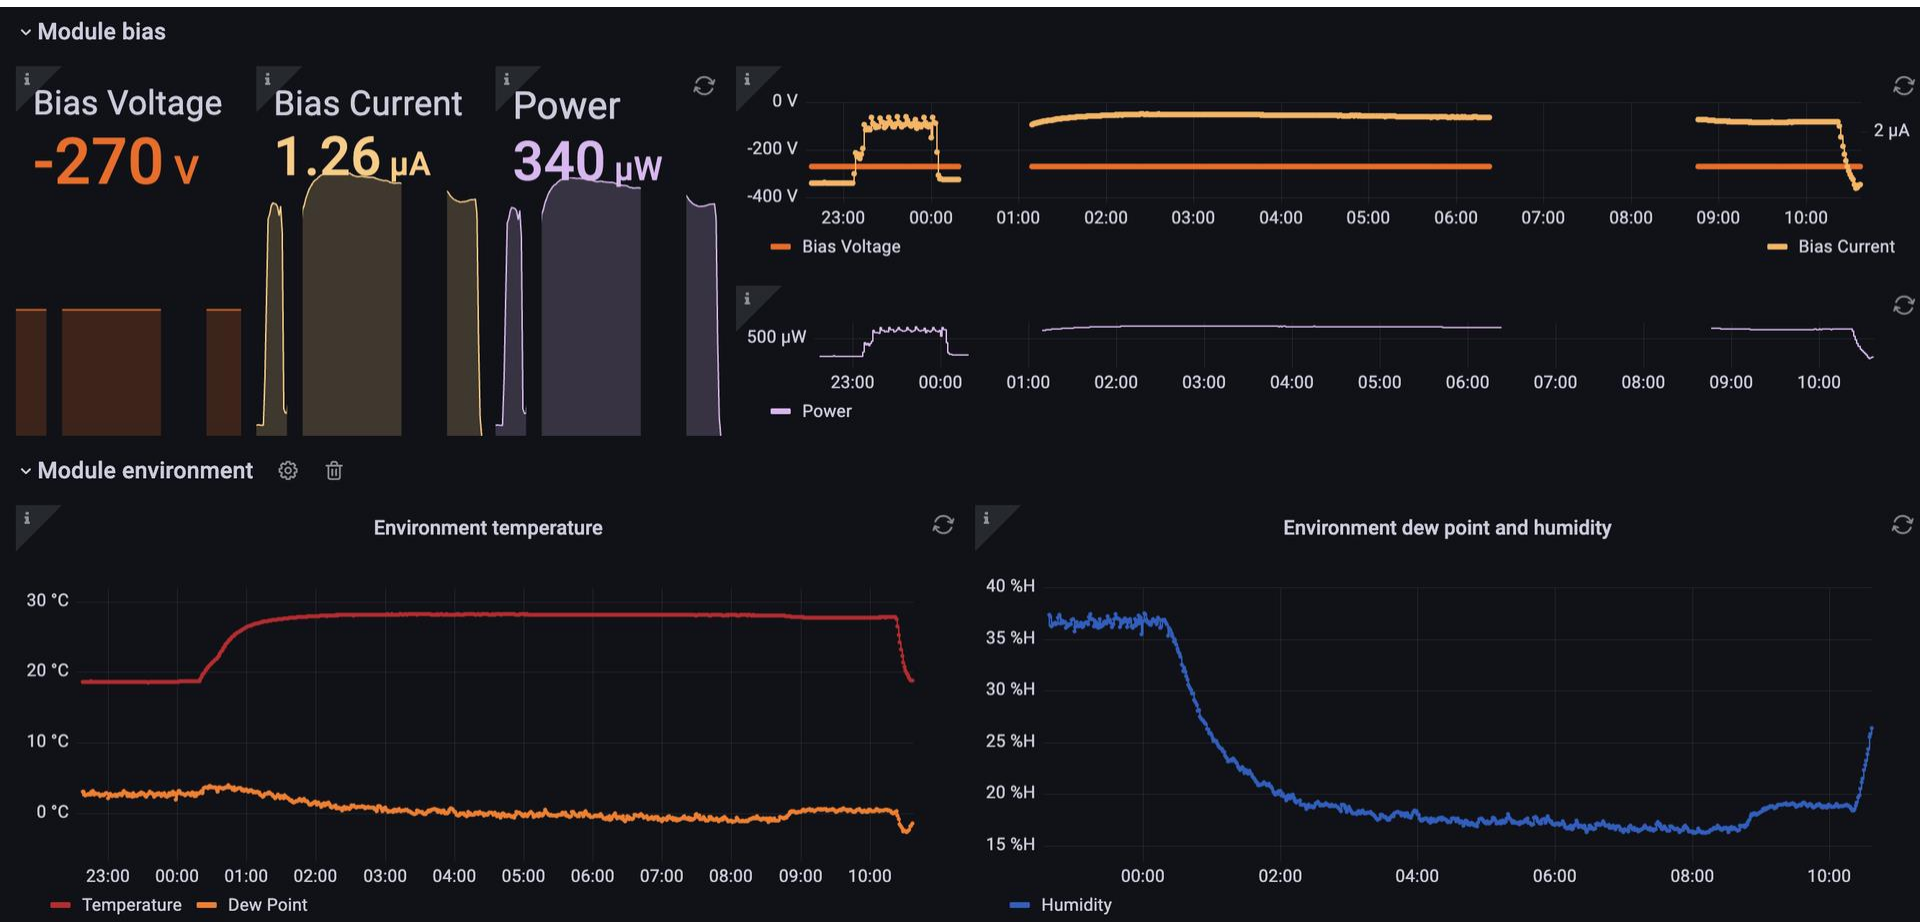 Module bias
Bias Voltage
-270 V
Bias Current
1.26 µA
Power
340 µW
0 V
-200 V
-400 V
2 µA
23:00 00:00 01:00 02:00 03:00 04:00 05:00 06:00 07:00 08:00 09:00 10:00
Bias Voltage Bias Current
500 µW
23:00 00:00 01:00 02:00 03:00 04:00 05:00 06:00 07:00 08:00 09:00 10:00
Power
Module environment
Environment temperature
30 °C
20 °C
10 °C
0 °C
23:00 00:00 01:00 02:00 03:00 04:00 05:00 06:00 07:00 08:00 09:00 10:00
Temperature Dew Point
Environment dew point and humidity
40 %H
35 %H
30 %H
25 %H
20 %H
15 %H
00:00 02:00 04:00 06:00 08:00 10:00
Humidity